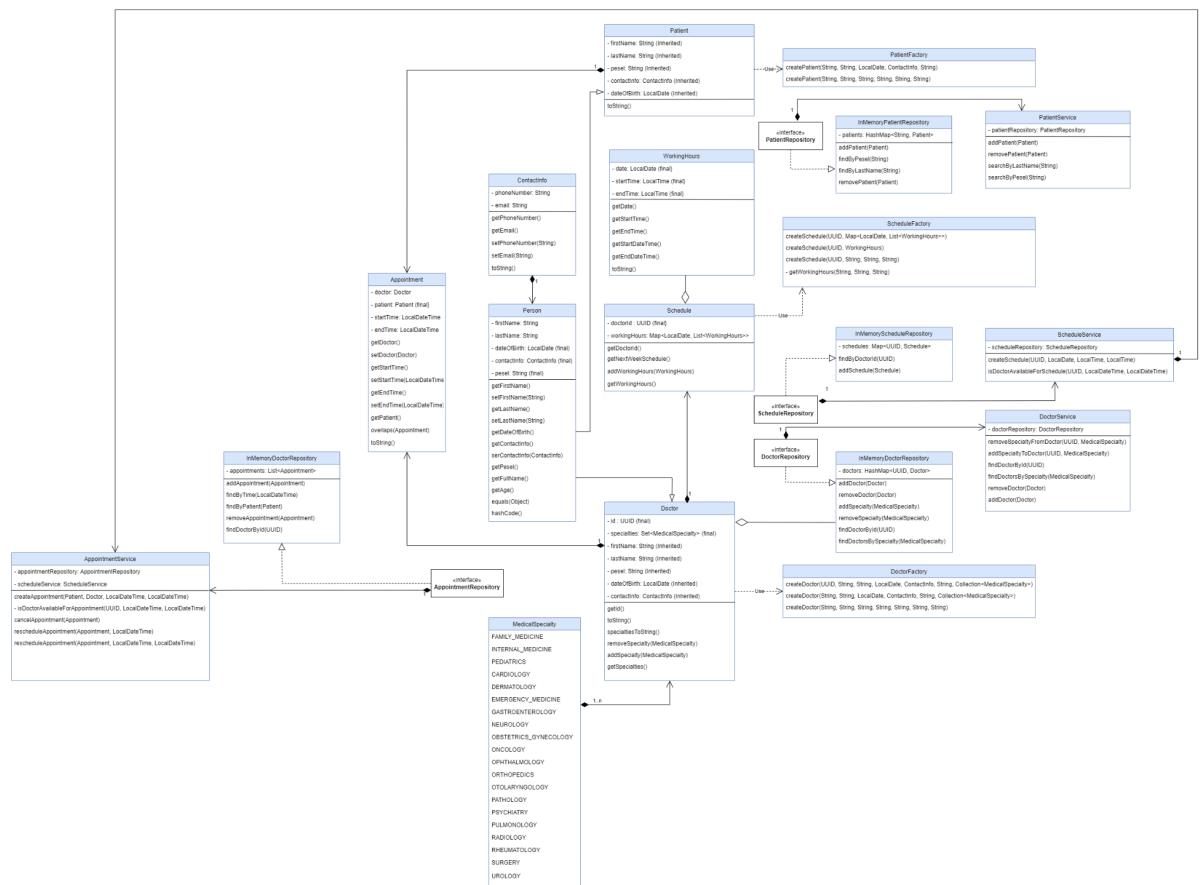 Patient
- firstName: String (Inherited)
- lastName: String (Inherited)
- pesel: String (Inherited)
- contactInfo: ContactInfo (Inherited)
- dateOfBirth: LocalDate (Inherited)
toString()
1
Use
PatientFactory
createPatient(String, String, LocalDate, ContactInfo, String)
createPatient(String, String, String, String, String, String)
1
«interface»
PatientRepository
InMemoryPatientRepository
- patients: HashMap<String, Patient>
addPatient(Patient)
findByPesel(String)
findByLastName(String)
removePatient(Patient)
1
PatientService
- patientRepository: PatientRepository
addPatient(Patient)
removePatient(Patient)
searchByLastName(String)
searchByPesel(String)
WorkingHours
- date: LocalDate (final)
- startTime: LocalTime (final)
- endTime: LocalTime (final)
getDate()
getStartTime()
getEndTime()
getStartDateTime()
getEndDateTime()
toString()
ContactInfo
- phoneNumber: String
- email: String
getPhoneNumber()
getEmail()
setPhoneNumber(String)
setEmail(String)
toString()
1
ScheduleFactory
createSchedule(UUID, Map<LocalDate, List<WorkingHours>>)
createSchedule(UUID, WorkingHours)
createSchedule(UUID, String, String, String)
- getWorkingHours(String, String, String)
Appointment
- doctor: Doctor
- patient: Patient (final)
- startTime: LocalDateTime
- endTime: LocalDateTime
getDoctor()
setDoctor(Doctor)
getStartTime()
setStartTime(LocalDateTime)
getEndTime()
setEndTime(LocalDateTime)
getPatient()
overlaps(Appointment)
toString()
Person
- firstName: String
- lastName: String
- dateOfBirth: LocalDate (final)
- contactInfo: ContactInfo (final)
- pesel: String (final)
getFirstName()
setFirstName(String)
getLastName()
setLastName(String)
getDateOfBirth()
getContactInfo()
serContactInfo(ContactInfo)
getPesel()
getFullName()
getAge()
equals(Object)
hashCode()
Schedule
- doctorId : UUID (final)
- workingHours: Map<LocalDate, List<WorkingHours>>
getDoctorId()
getNextWeekSchedule()
addWorkingHours(WorkingHours)
getWorkingHours()
Use
1
InMemoryScheduleRepository
- schedules: Map<UUID, Schedule>
findByDoctorId(UUID)
addSchedule(Schedule)
1
ScheduleService
- scheduleRepository: ScheduleRepository
createSchedule(UUID, LocalDate, LocalTime, LocalTime)
isDoctorAvailableForSchedule(UUID, LocalDateTime, LocalDateTime)
1
«interface»
ScheduleRepository
1
«interface»
DoctorRepository
DoctorService
- doctorRepository: DoctorRepository
removeSpecialtyFromDoctor(UUID, MedicalSpecialty)
addSpecialtyToDoctor(UUID, MedicalSpecialty)
findDoctorById(UUID)
findDoctorsBySpecialty(MedicalSpecialty)
removeDoctor(Doctor)
addDoctor(Doctor)
InMemoryDoctorRepository
- appointments: List<Appointment>
addAppointment(Appointment)
findByTime(LocalDateTime)
findByPatient(Patient)
removeAppointment(Appointment)
findDoctorById(UUID)
InMemoryDoctorRepository
- doctors: HashMap<UUID, Doctor>
addDoctor(Doctor)
removeDoctor(Doctor)
addSpecialty(MedicalSpecialty)
removeSpecialty(MedicalSpecialty)
findDoctorById(UUID)
findDoctorsBySpecialty(MedicalSpecialty)
1
1
Doctor
- id : UUID (final)
- specialties: Set<MedicalSpecialty> (final)
- firstName: String (Inherited)
- lastName: String (Inherited)
- pesel: String (Inherited)
- dateOfBirth: LocalDate (Inherited)
- contactInfo: ContactInfo (Inherited)
getId()
toString()
specialtiesToString()
removeSpecialty(MedicalSpecialty)
addSpecialty(MedicalSpecialty)
getSpecialties()
Use
DoctorFactory
createDoctor(UUID, String, String, LocalDate, ContactInfo, String, Collection<MedicalSpecialty>)
createDoctor(String, String, LocalDate, ContactInfo, String, Collection<MedicalSpecialty>)
createDoctor(String, String, String, String, String, String)
AppointmentService
- appointmentRepository: AppointmentRepository
- scheduleService: ScheduleService
createAppointment(Patient, Doctor, LocalDateTime, LocalDateTime)
- isDoctorAvailableForAppointment(UUID, LocalDateTime, LocalDateTime)
cancelAppointment(Appointment)
rescheduleAppointment(Appointment, LocalDateTime)
rescheduleAppointment(Appointment, LocalDateTime, LocalDateTime)
«interface»
AppointmentRepository
MedicalSpecialty
FAMILY_MEDICINE
INTERNAL_MEDICINE
PEDIATRICS
CARDIOLOGY
DERMATOLOGY
EMERGENCY_MEDICINE
GASTROENTEROLOGY
NEUROLOGY
OBSTETRICS_GYNECOLOGY
ONCOLOGY
OPHTHALMOLOGY
ORTHOPEDICS
OTOLARYNGOLOGY
PATHOLOGY
PSYCHIATRY
PULMONOLOGY
RADIOLOGY
RHEUMATOLOGY
SURGERY
UROLOGY
1..n